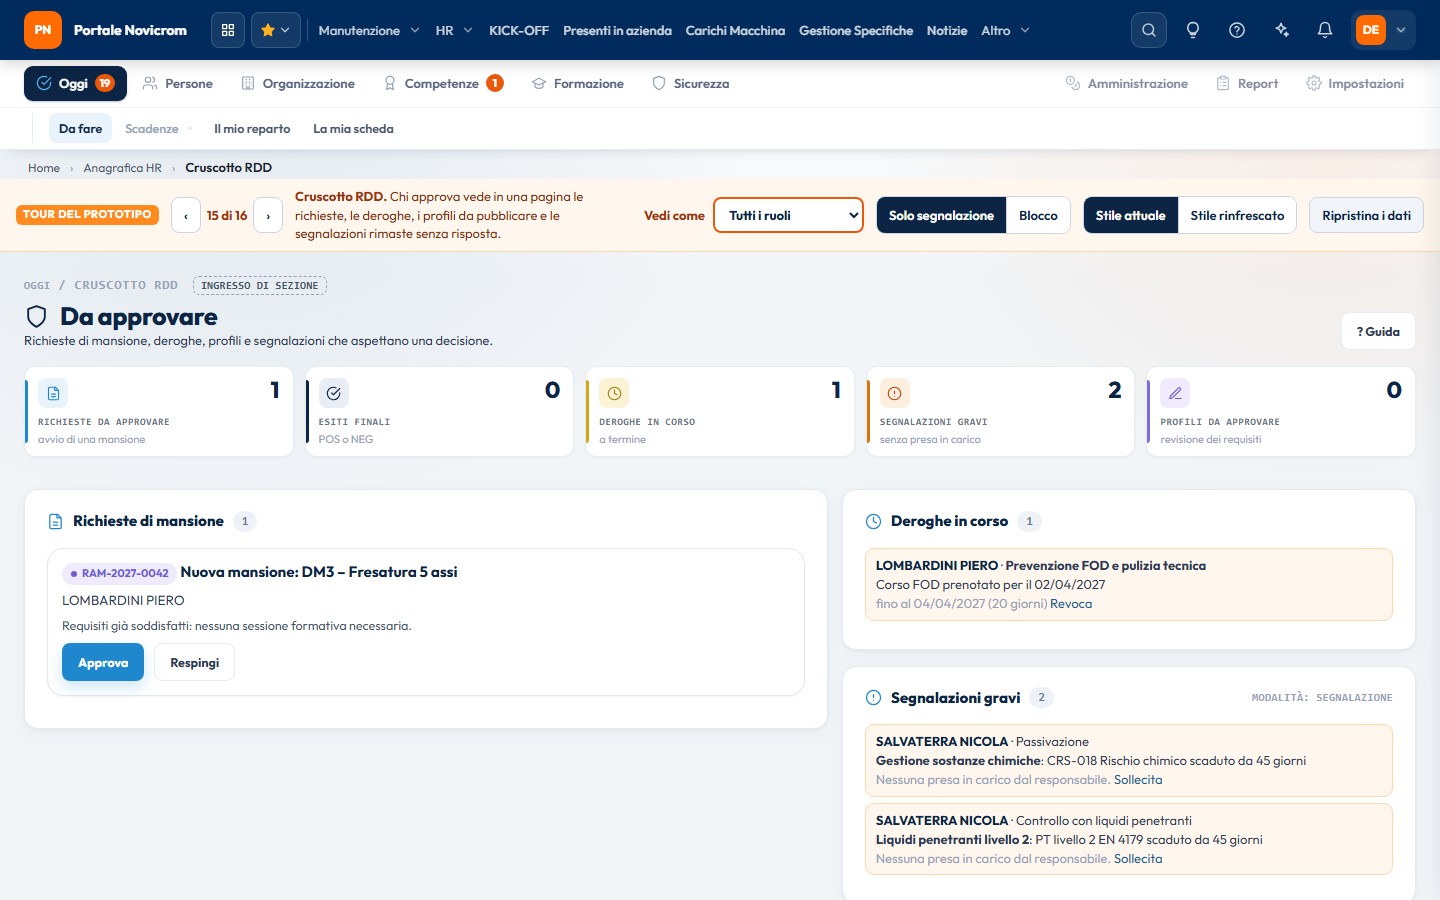 PN Portale Novicrom Manutenzione HR KICK-OFF Presenti in azienda Carichi Macchina Gestione Specifiche Notizie Altro DE
Oggi 19 Persone Organizzazione Competenze 1 Formazione Sicurezza Amministrazione Report Impostazioni
Da fare Scadenze · Il mio reparto La mia scheda
Home › Anagrafica HR › Cruscotto RDD
TOUR DEL PROTOTIPO ‹ 15 di 16 ›
Cruscotto RDD. Chi approva vede in una pagina le
richieste, le deroghe, i profili da pubblicare e le
segnalazioni rimaste senza risposta.
Vedi come Tutti i ruoli Solo segnalazione Blocco Stile attuale Stile rinfrescato Ripristina i dati
OGGI / CRUSCOTTO RDD INGRESSO DI SEZIONE
Da approvare
Richieste di mansione, deroghe, profili e segnalazioni che aspettano una decisione.
? Guida
1
RICHIESTE DA APPROVARE
avvio di una mansione
0
ESITI FINALI
POS o NEG
1
DEROGHE IN CORSO
a termine
2
SEGNALAZIONI GRAVI
senza presa in carico
0
PROFILI DA APPROVARE
revisione dei requisiti
Richieste di mansione 1
RAM-2027-0042 Nuova mansione: DM3 – Fresatura 5 assi
LOMBARDINI PIERO
Requisiti già soddisfatti: nessuna sessione formativa necessaria.
Approva Respingi
Deroghe in corso 1
LOMBARDINI PIERO · Prevenzione FOD e pulizia tecnica
Corso FOD prenotato per il 02/04/2027
fino al 04/04/2027 (20 giorni) Revoca
Segnalazioni gravi 2 MODALITÀ: SEGNALAZIONE
SALVATERRA NICOLA · Passivazione
Gestione sostanze chimiche: CRS-018 Rischio chimico scaduto da 45 giorni
Nessuna presa in carico dal responsabile. Sollecita
SALVATERRA NICOLA · Controllo con liquidi penetranti
Liquidi penetranti livello 2: PT livello 2 EN 4179 scaduto da 45 giorni
Nessuna presa in carico dal responsabile. Sollecita